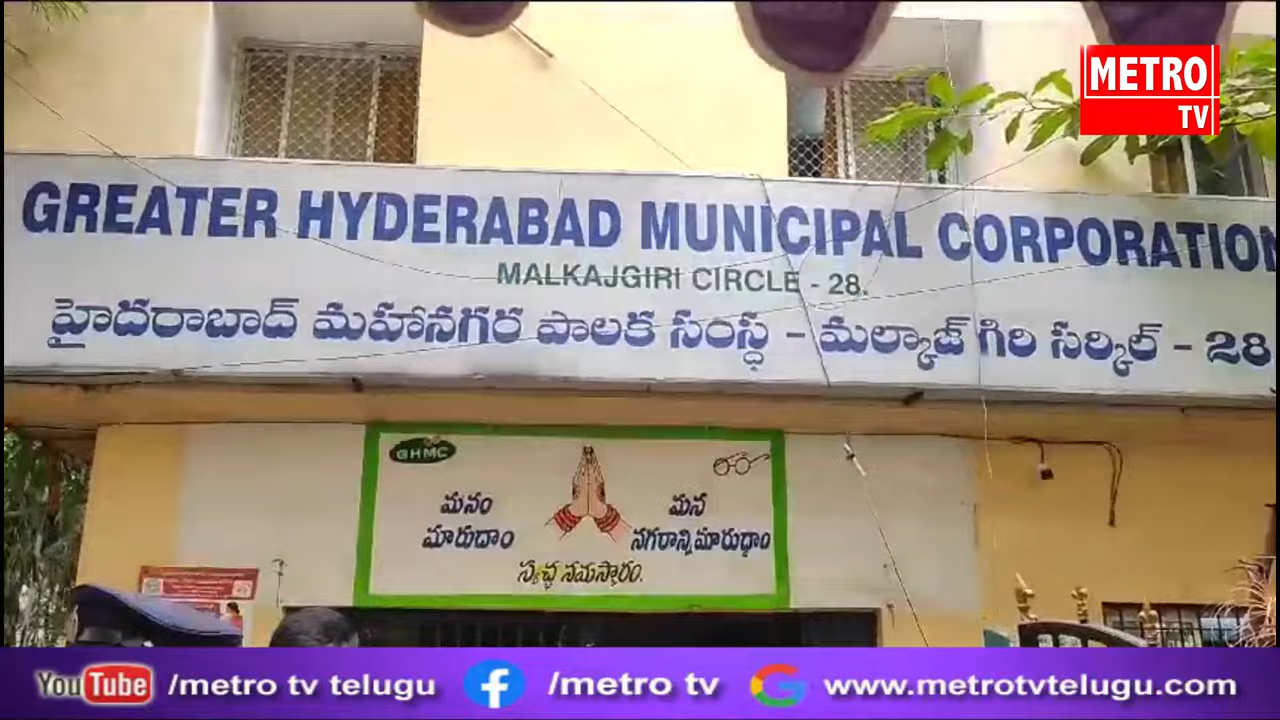 METRO
TV
GREATER HYDERABAD MUNICIPAL CORPORATION
MALKAJGIRI CIRCLE - 28.
హైదరాబాద్ మహానగర పాలక సంస్థ - మల్కాజ్ గిరి సర్కిల్ - 28
GHMC
మనం
మారుదాం
మన
నగరాన్ని మారుద్ధాం
స్వచ్ఛ నమస్కారం.
YouTube /metro tv telugu /metro tv www.metrotvtelugu.com